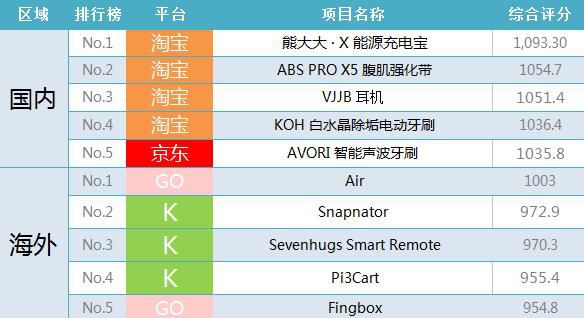 区域 排行榜 平台 项目名称 综合评分
国内
No.1 淘宝 熊大大 · X 能源充电宝 1,093.30
No.2 淘宝 ABS PRO X5 腹肌强化带 1054.7
No.3 淘宝 VJJB 耳机 1051.4
No.4 淘宝 KOH 白水晶除垢电动牙刷 1036.4
No.5 京东 AVORI 智能声波牙刷 1035.8
海外
No.1 GO Air 1003
No.2 K Snapnator 972.9
No.3 K Sevenhugs Smart Remote 970.3
No.4 K Pi3Cart 955.4
No.5 GO Fingbox 954.8